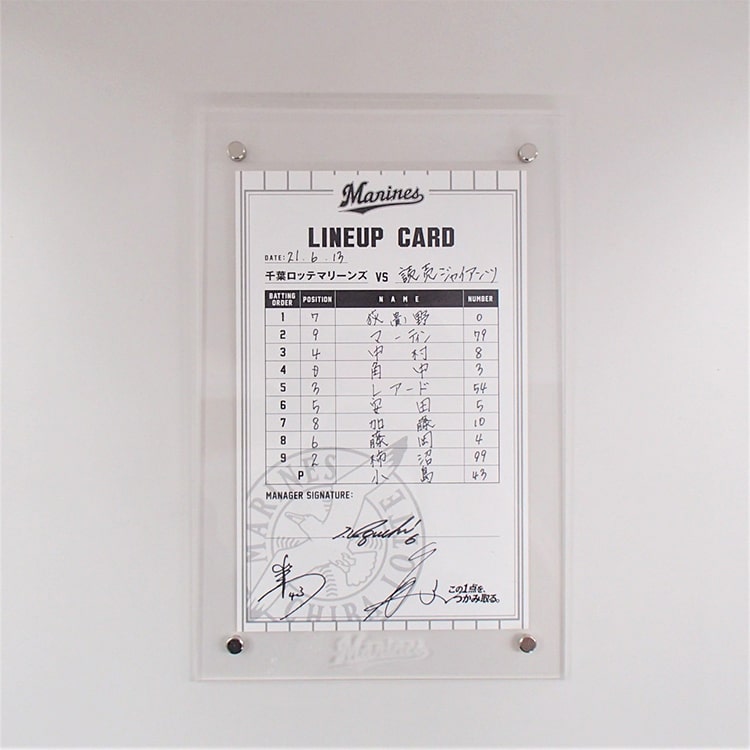 Marines
LINEUP CARD
DATE: 21. 6. 13
千葉ロッテマリーンズ VS 読売ジャイアンツ
BATTING ORDER POSITION NAME NUMBER
1 7 荻野 0
2 9 マーティン 79
3 4 中村 8
4 D 角中 3
5 3 レアード 54
6 5 安田 5
7 8 加藤 10
8 6 藤岡 4
9 2 柿沼 99
P 小島 43
MANAGER SIGNATURE:
MARINES
CHIBA LOTTE
43
この1点を、
つかみ取る。
Marines